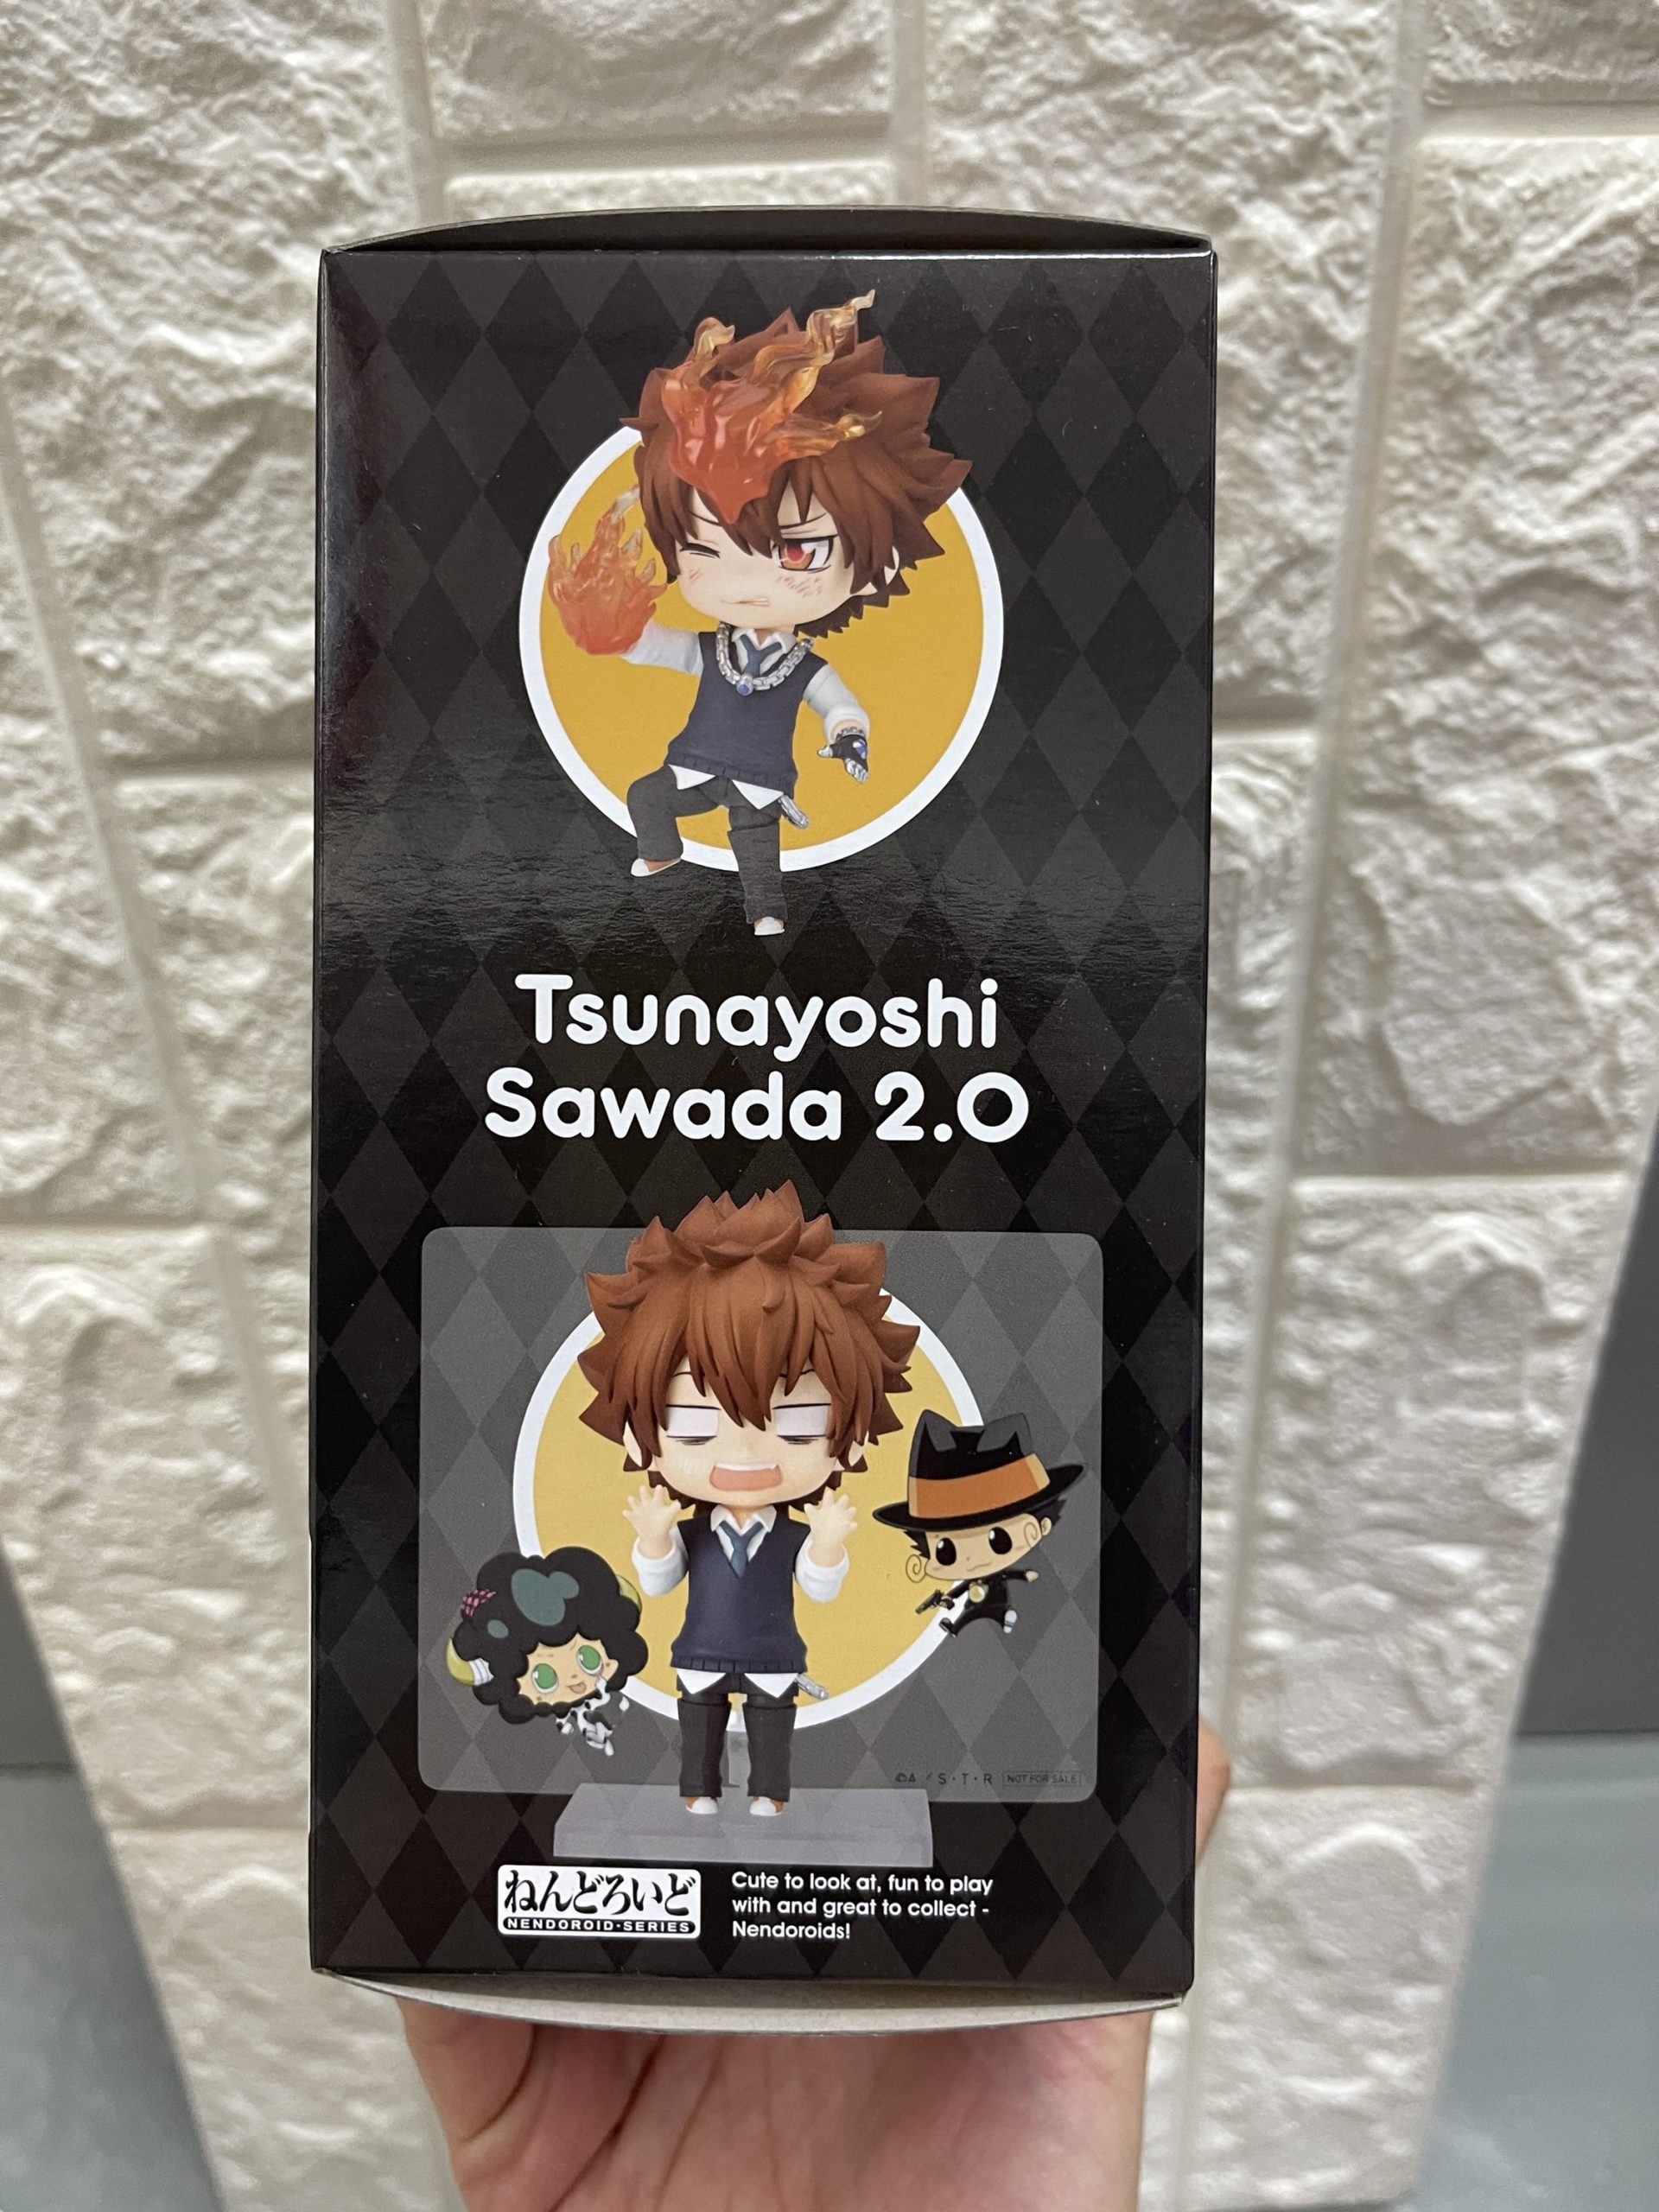 Tsunayoshi
Sawada 2.0
©A / S・T・R NOT FOR SALE
ねんどろいど
NENDOROID・SERIES
Cute to look at, fun to play
with and great to collect -
Nendoroids!